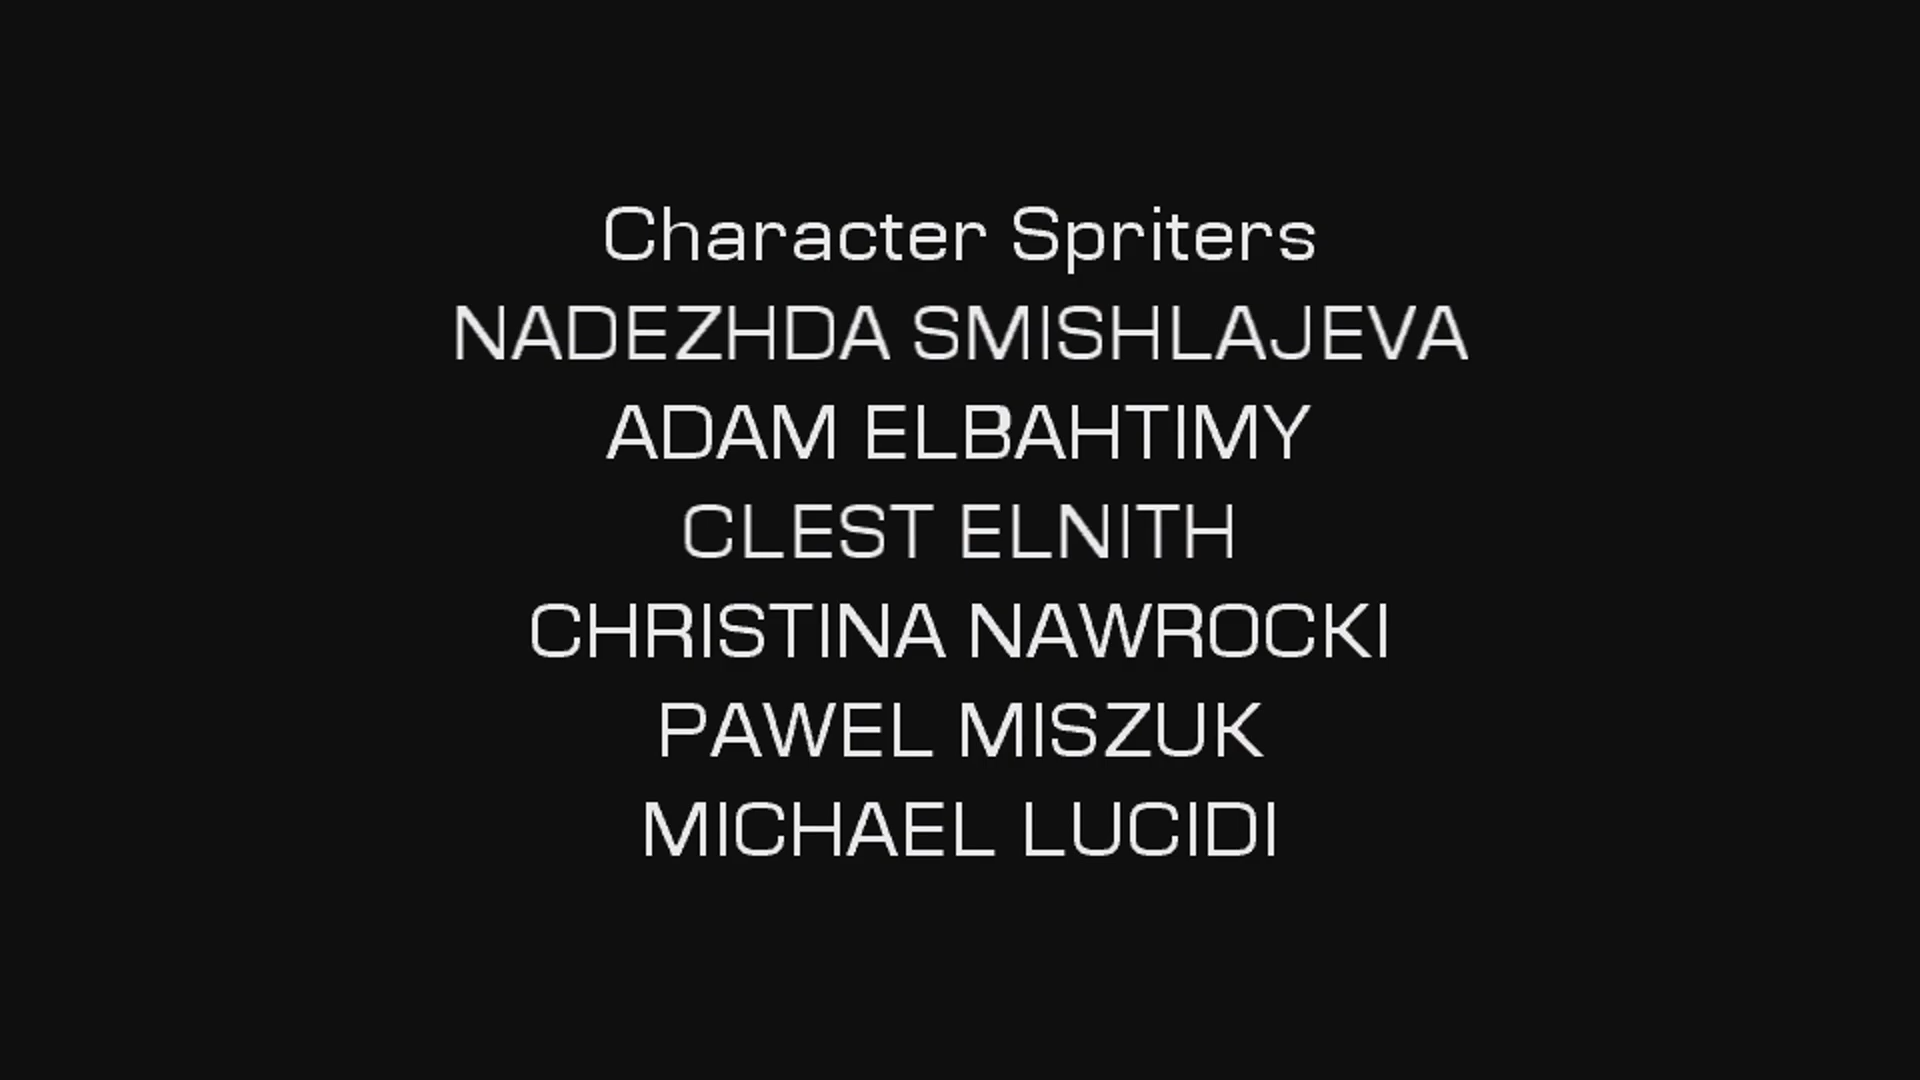 Character Spriters
NADEZHDA SMISHLAJEVA
ADAM ELBAHTIMY
CLEST ELNITH
CHRISTINA NAWROCKI
PAWEL MISZUK
MICHAEL LUCIDI